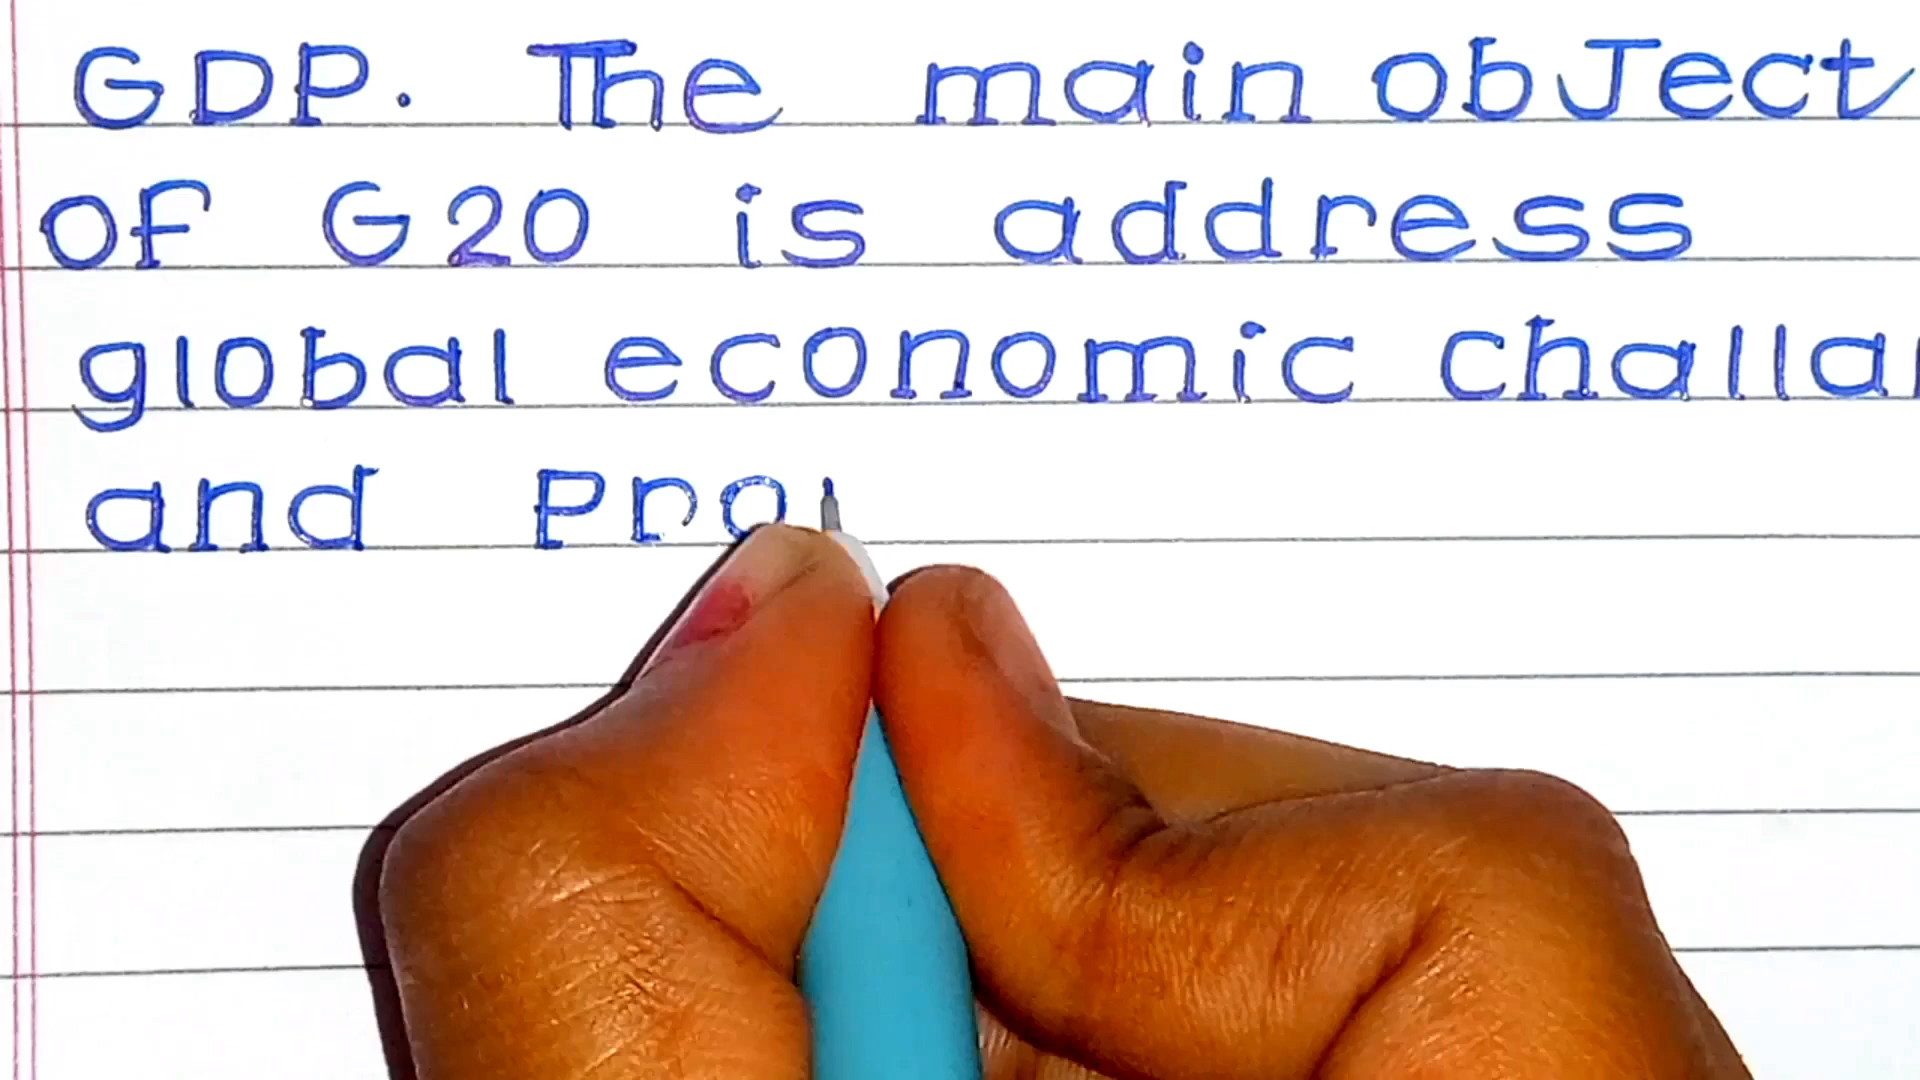 GDP. The main object
of G20 is address
global economic challa
and Pro